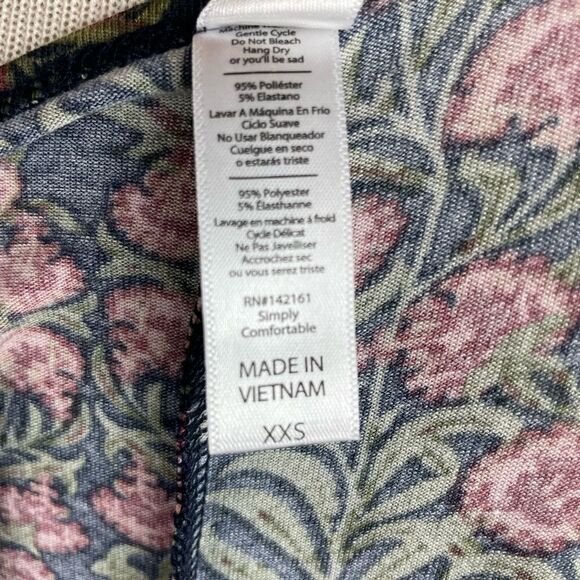 Machine
Gentle Cycle
Do Not Bleach
Hang Dry
or you'll be sad
95% Poliéster
5% Elastano
Lavar A Máquina En Frío
Ciclo Suave
No Usar Blanqueador
Cuelgue en seco
o estarás triste
95% Polyester
5% Élasthanne
Lavage en machine à froid
Cycle Délicat
Ne Pas Javelliser
Accrochez sec
ou vous serez triste
RN#142161
Simply
Comfortable
MADE IN
VIETNAM
XXS